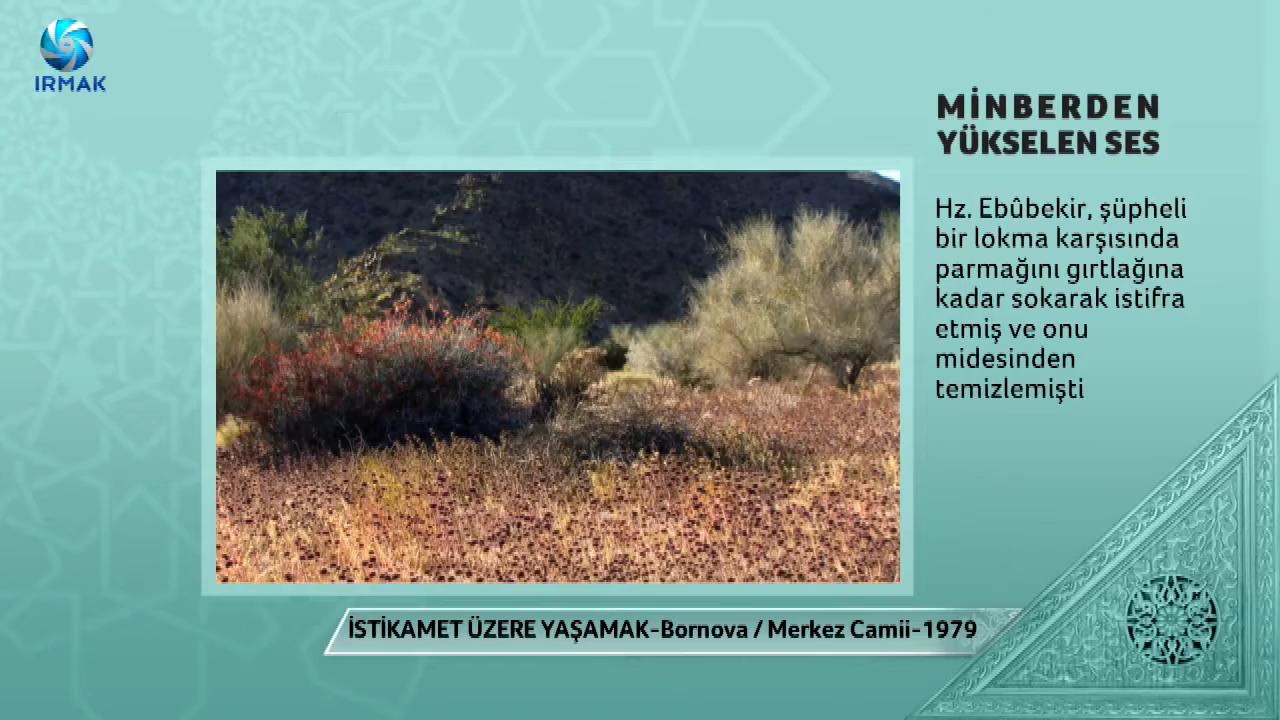 IRMAK
MİNBERDEN
YÜKSELEN SES
Hz. Ebûbekir, şüpheli
bir lokma karşısında
parmağını gırtlağına
kadar sokarak istifra
etmiş ve onu
midesinden
temizlemişti
İSTİKAMET ÜZERE YAŞAMAK-Bornova / Merkez Camii-1979